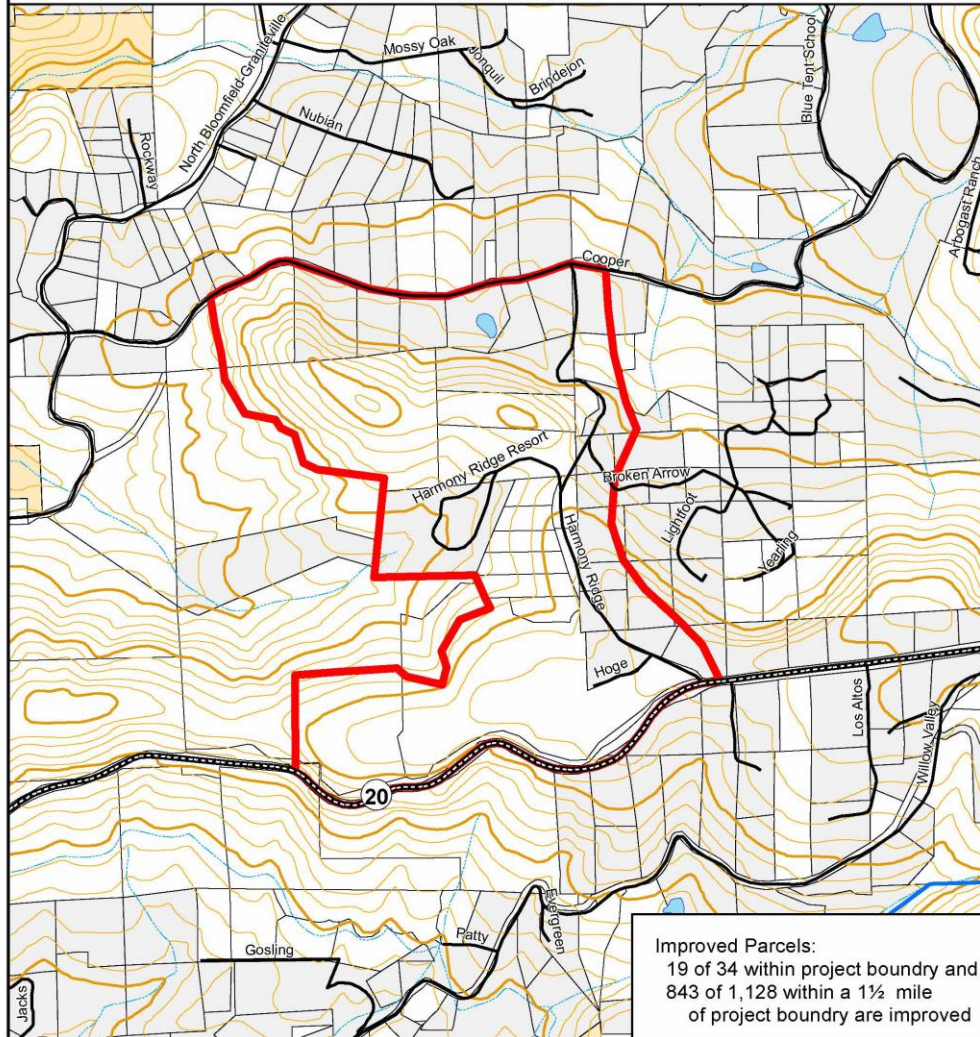 Mossy Oak
Jonquil
Brindejon
North Bloomfield-Graniteville
Nubian
Rockway
Blue Tent School
Arbogast Ranch
Cooper
Harmony Ridge Resort
Broken Arrow
Lightfoot
Yearling
Harmony Ridge
Hoge
Los Altos
Willow Valley
20
Evergreen
Patty
Gosling
Jacks
Improved Parcels:
19 of 34 within project boundry and
843 of 1,128 within a 1½ mile
of project boundry are improved